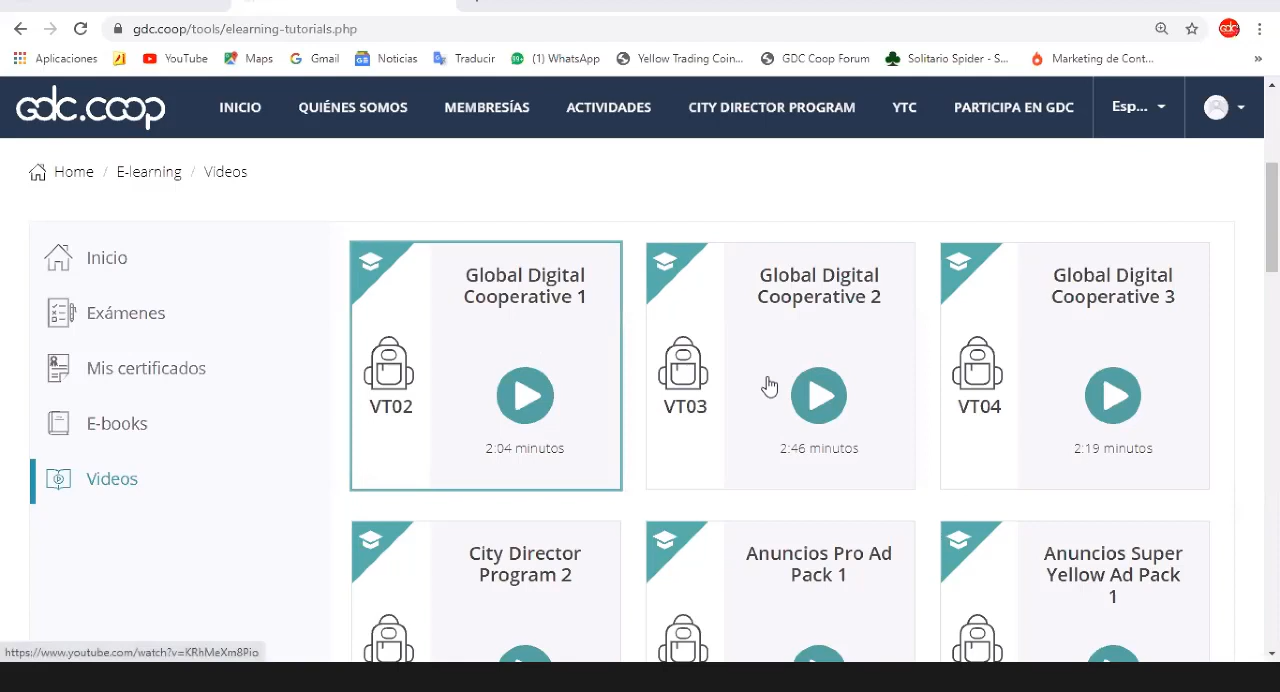 gdc.coop/tools/elearning-tutorials.php
gdc
Aplicaciones YouTube Maps Gmail Noticias Traducir (1) WhatsApp Yellow Trading Coin... GDC Coop Forum Solitario Spider - S... Marketing de Cont... »
gdc.coop INICIO QUIÉNES SOMOS MEMBRESÍAS ACTIVIDADES CITY DIRECTOR PROGRAM YTC PARTICIPA EN GDC Esp...
Home / E-learning / Videos
Inicio
Exámenes
Mis certificados
E-books
Videos
Global Digital
Cooperative 1
VT02
2:04 minutos
Global Digital
Cooperative 2
VT03
2:46 minutos
Global Digital
Cooperative 3
VT04
2:19 minutos
City Director
Program 2
Anuncios Pro Ad
Pack 1
Anuncios Super
Yellow Ad Pack
1
https://www.youtube.com/watch?v=KRhMeXm8Pio